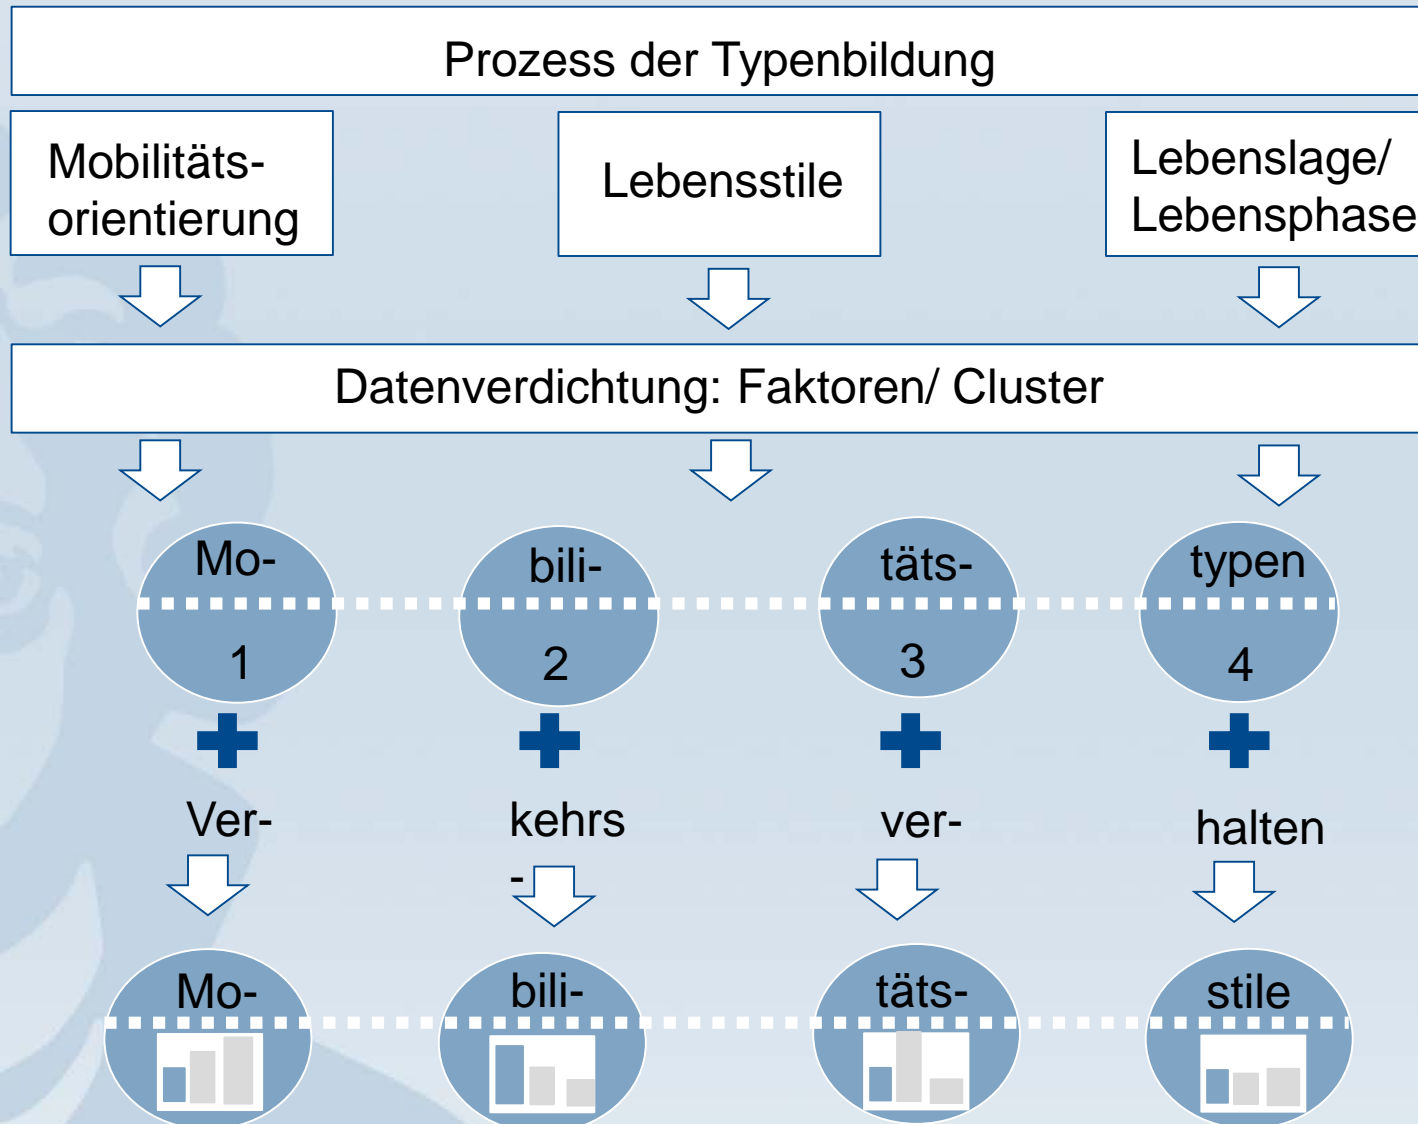 Prozess der Typenbildung
Mobilitäts-
orientierung
Lebensstile
Lebenslage/
Lebensphase
Datenverdichtung: Faktoren/ Cluster
Mo-
bili-
täts-
typen
1
2
3
4
Ver-
kehrs
-
ver-
halten
Mo-
bili-
täts-
stile